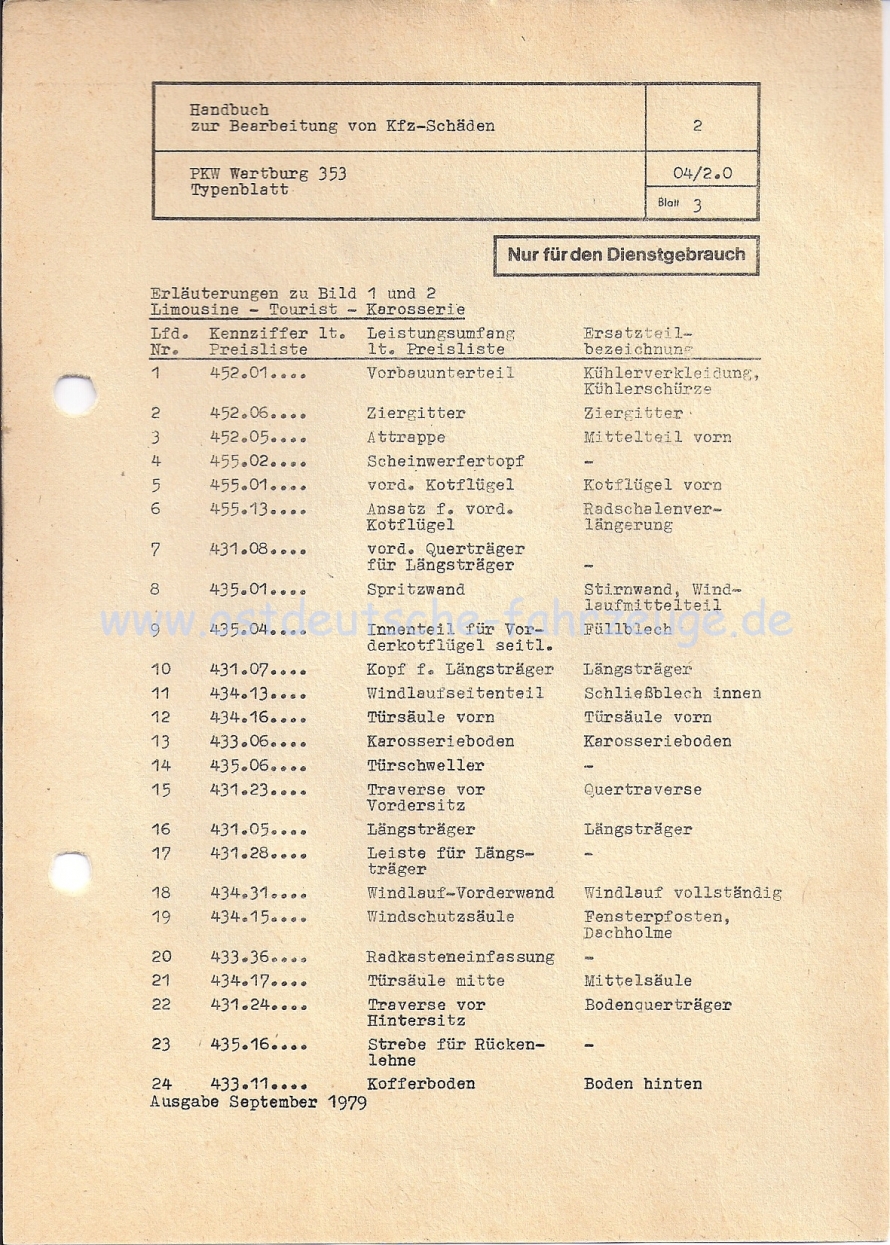 Handbuch
zur Bearbeitung von Kfz-Schäden
2
PKW Wartburg 353
Typenblatt
04/2.0
Blatt 3
Nur für den Dienstgebrauch
Erläuterungen zu Bild 1 und 2
Limousine - Tourist - Karosserie
Lfd. Kennziffer lt. Leistungsumfang Ersatzteil-
Nr. Preisliste lt. Preisliste bezeichnung
1 452.01.... Vorbauunterteil Kühlerverkleidung,
Kühlerschürze
2 452.06.... Ziergitter Ziergitter
3 452.05.... Attrappe Mittelteil vorn
4 455.02.... Scheinwerfertopf -
5 455.01.... vord. Kotflügel Kotflügel vorn
6 455.13.... Ansatz f. vord. Radschalenver-
Kotflügel längerung
7 431.08.... vord. Querträger
für Längsträger -
8 435.01.... Spritzwand Stirnwand, Wind-
laufmittelteil
www.ostdeutsche-fahrzeuge.de
9 435.04.... Innenteil für Vor- Füllblech
derkotflügel seitl.
10 431.07.... Kopf f. Längsträger Längsträger
11 434.13.... Windlaufseitenteil Schließblech innen
12 434.16.... Türsäule vorn Türsäule vorn
13 433.06.... Karosserieboden Karosserieboden
14 435.06.... Türschweller -
15 431.23.... Traverse vor Quertraverse
Vordersitz
16 431.05.... Längsträger Längsträger
17 431.28.... Leiste für Längs- -
träger
18 434.31.... Windlauf-Vorderwand Windlauf vollständig
19 434.15.... Windschutzsäule Fensterpfosten,
Dachholme
20 433.36.... Radkasteneinfassung -
21 434.17.... Türsäule mitte Mittelsäule
22 431.24.... Traverse vor Bodenquerträger
Hintersitz
23 435.16.... Strebe für Rücken- -
lehne
24 433.11.... Kofferboden Boden hinten
Ausgabe September 1979